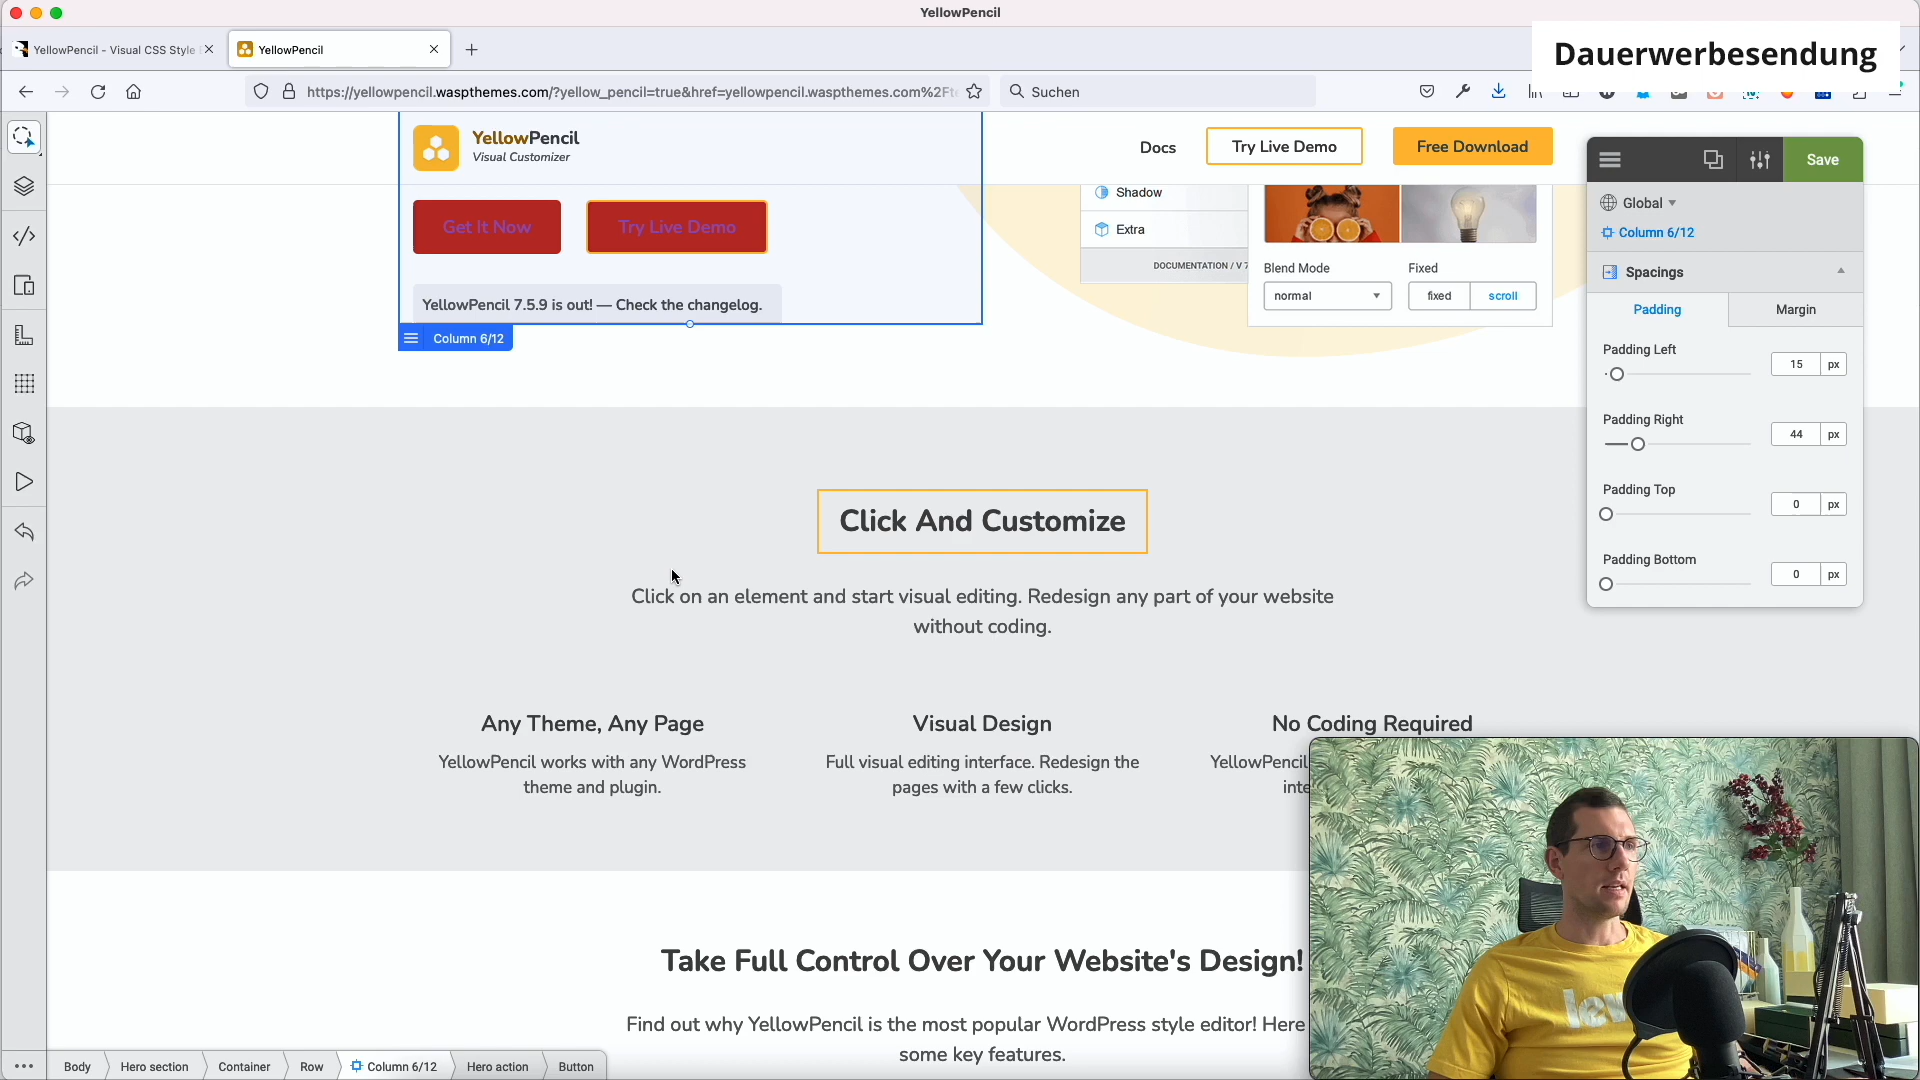 YellowPencil
Dauerwerbesendung
YellowPencil - Visual CSS Style
YellowPencil
https://yellowpencil.waspthemes.com/?yellow_pencil=true&href=yellowpencil.waspthemes.com%2Fte
Suchen
YellowPencil
Visual Customizer
Docs
Try Live Demo
Free Download
Get It Now
Try Live Demo
YellowPencil 7.5.9 is out! — Check the changelog.
Column 6/12
Shadow
Extra
DOCUMENTATION / V 7
Blend Mode
Fixed
normal
fixed
scroll
Save
Global
Column 6/12
Spacings
Padding
Margin
Padding Left
15
px
Padding Right
44
px
Padding Top
0
px
Padding Bottom
0
px
Click And Customize
Click on an element and start visual editing. Redesign any part of your website
without coding.
Any Theme, Any Page
YellowPencil works with any WordPress
theme and plugin.
Visual Design
Full visual editing interface. Redesign the
pages with a few clicks.
No Coding Required
YellowPencil
inte
Take Full Control Over Your Website's Design!
Find out why YellowPencil is the most popular WordPress style editor! Here
some key features.
Body
Hero section
Container
Row
Column 6/12
Hero action
Button